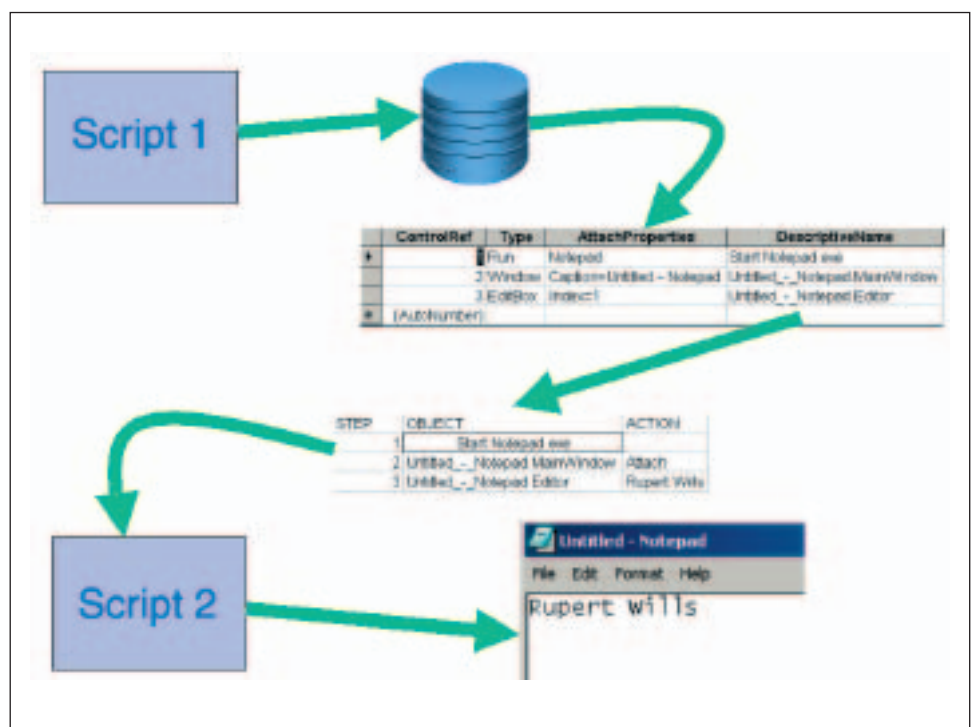 Script 1
ControlRef Type AttachProperties DescriptiveName
1 Run Notepad Start Notepad exe
2 Window Caption=Untitled - Notepad Untitled_-_Notepad.MainWindow
3 EditBox Index=1 Untitled_-_Notepad.Editor
(AutoNumber)
STEP OBJECT ACTION
1 Start Notepad exe
2 Untitled_-_Notepad MainWindow Attach
3 Untitled_-_Notepad Editor Rupert Wills
Untitled - Notepad
File Edit Format Help
Script 2
Rupert Wills